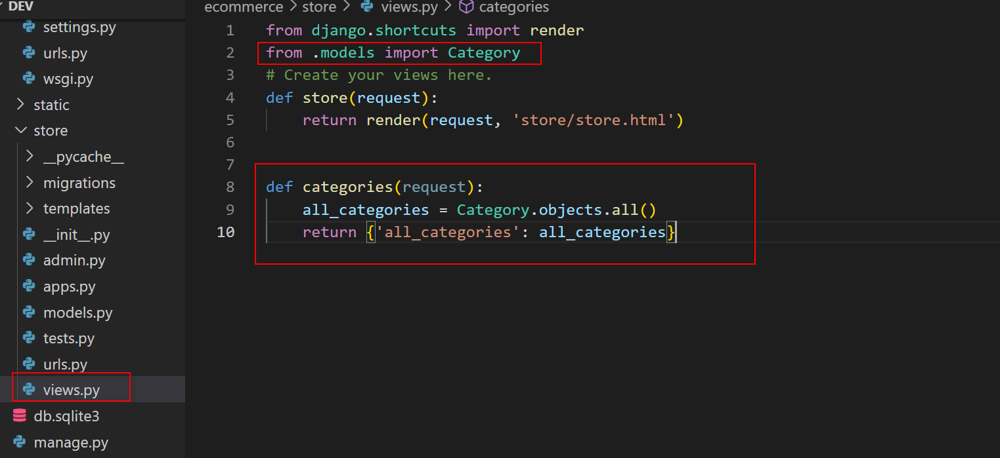 DEV
settings.py
urls.py
wsgi.py
static
store
__pycache__
migrations
templates
__init__.py
admin.py
apps.py
models.py
tests.py
urls.py
views.py
db.sqlite3
manage.py
ecommerce > store > views.py > categories
1 from django.shortcuts import render
2 from .models import Category
3 # Create your views here.
4 def store(request):
5     return render(request, 'store/store.html')
6
7
8 def categories(request):
9     all_categories = Category.objects.all()
10     return {'all_categories': all_categories}